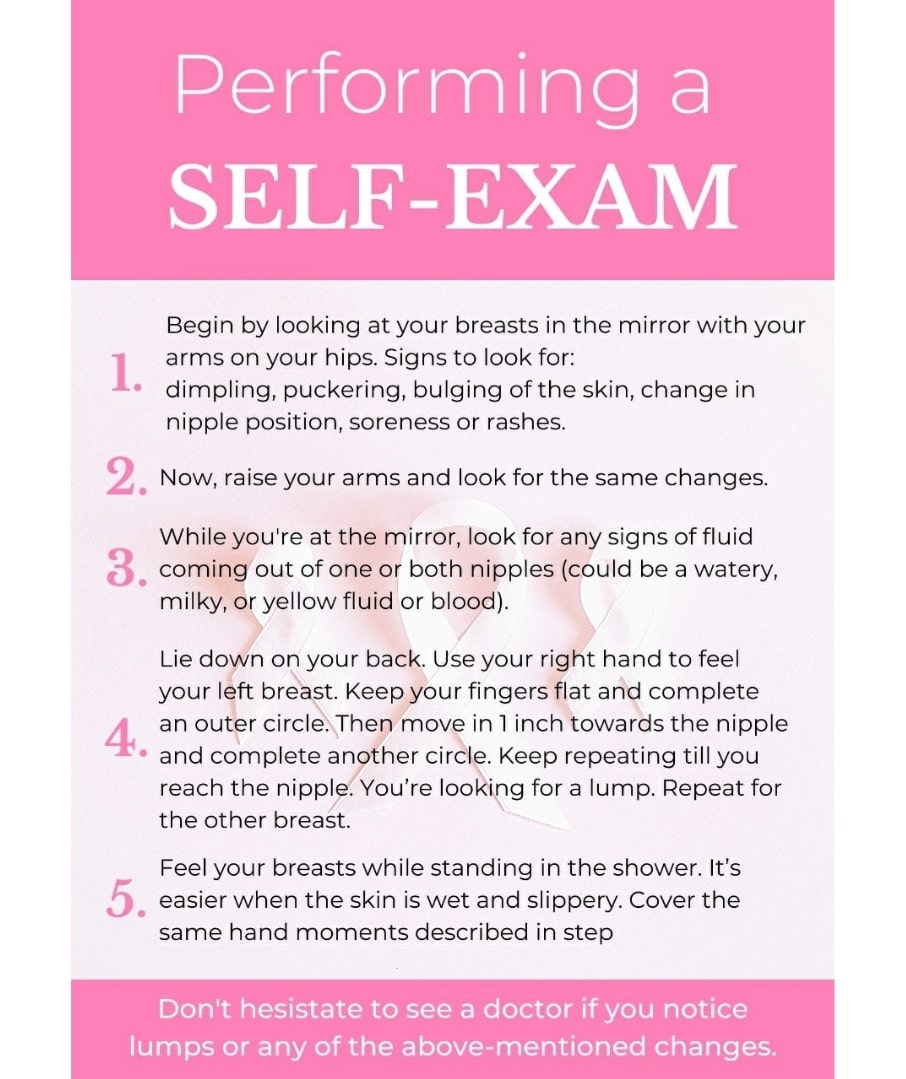 Performing a
SELF-EXAM
1.
Begin by looking at your breasts in the mirror with your
arms on your hips. Signs to look for:
dimpling, puckering, bulging of the skin, change in
nipple position, soreness or rashes.
2.
Now, raise your arms and look for the same changes.
3.
While you're at the mirror, look for any signs of fluid
coming out of one or both nipples (could be a watery,
milky, or yellow fluid or blood).
4.
Lie down on your back. Use your right hand to feel
your left breast. Keep your fingers flat and complete
an outer circle. Then move in 1 inch towards the nipple
and complete another circle. Keep repeating till you
reach the nipple. You’re looking for a lump. Repeat for
the other breast.
5.
Feel your breasts while standing in the shower. It’s
easier when the skin is wet and slippery. Cover the
same hand moments described in step
Don't hesistate to see a doctor if you notice
lumps or any of the above-mentioned changes.